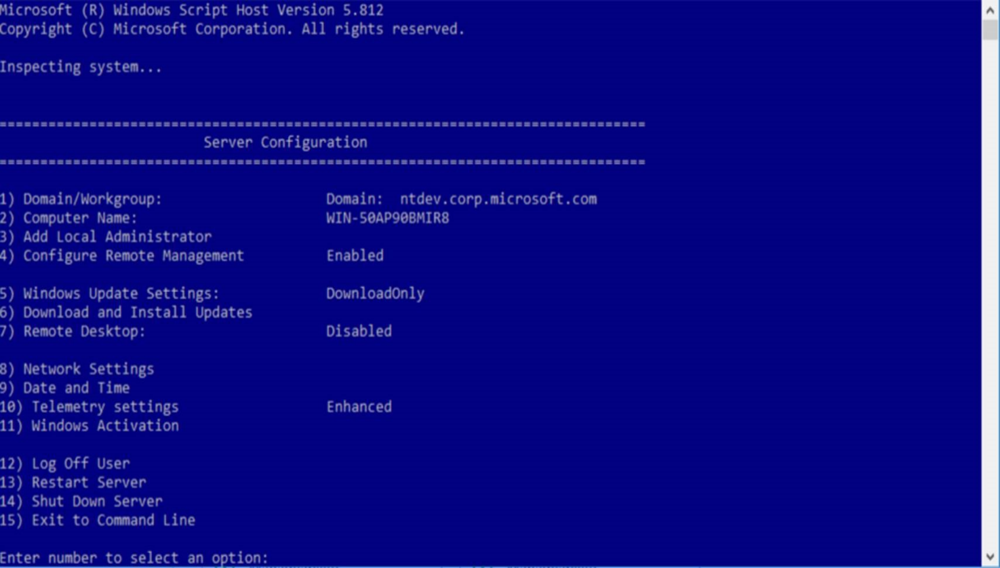 Microsoft (R) Windows Script Host Version 5.812
Copyright (C) Microsoft Corporation. All rights reserved.
Inspecting system...
===============================================================================
Server Configuration
===============================================================================
1) Domain/Workgroup: Domain: ntdev.corp.microsoft.com
2) Computer Name: WIN-50AP90BMIR8
3) Add Local Administrator
4) Configure Remote Management Enabled
5) Windows Update Settings: DownloadOnly
6) Download and Install Updates
7) Remote Desktop: Disabled
8) Network Settings
9) Date and Time
10) Telemetry settings Enhanced
11) Windows Activation
12) Log Off User
13) Restart Server
14) Shut Down Server
15) Exit to Command Line
Enter number to select an option: